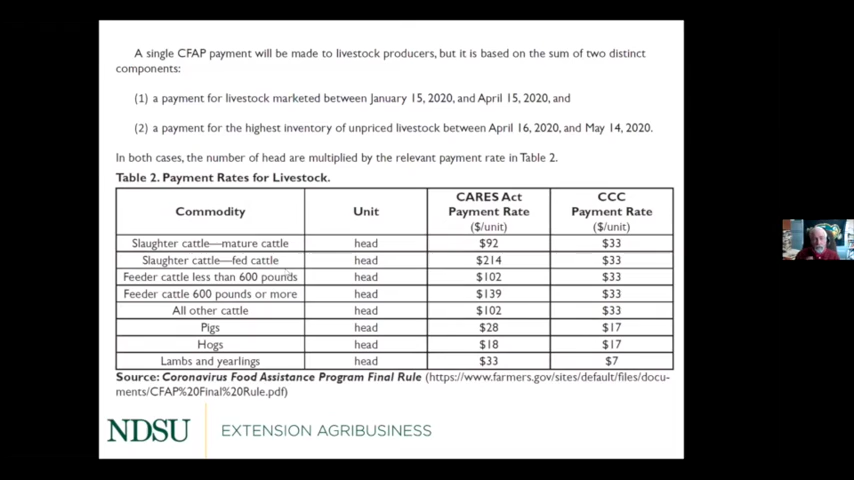 A single CFAP payment will be made to livestock producers, but it is based on the sum of two distinct
components:
(1) a payment for livestock marketed between January 15, 2020, and April 15, 2020, and
(2) a payment for the highest inventory of unpriced livestock between April 16, 2020, and May 14, 2020.
In both cases, the number of head are multiplied by the relevant payment rate in Table 2.
Table 2. Payment Rates for Livestock.
Commodity Unit CARES Act Payment Rate ($/unit) CCC Payment Rate ($/unit)
Slaughter cattle—mature cattle head $92 $33
Slaughter cattle—fed cattle head $214 $33
Feeder cattle less than 600 pounds head $102 $33
Feeder cattle 600 pounds or more head $139 $33
All other cattle head $102 $33
Pigs head $28 $17
Hogs head $18 $17
Lambs and yearlings head $33 $7
Source: Coronavirus Food Assistance Program Final Rule (https://www.farmers.gov/sites/default/files/docu-
ments/CFAP%20Final%20Rule.pdf)
NDSU EXTENSION AGRIBUSINESS